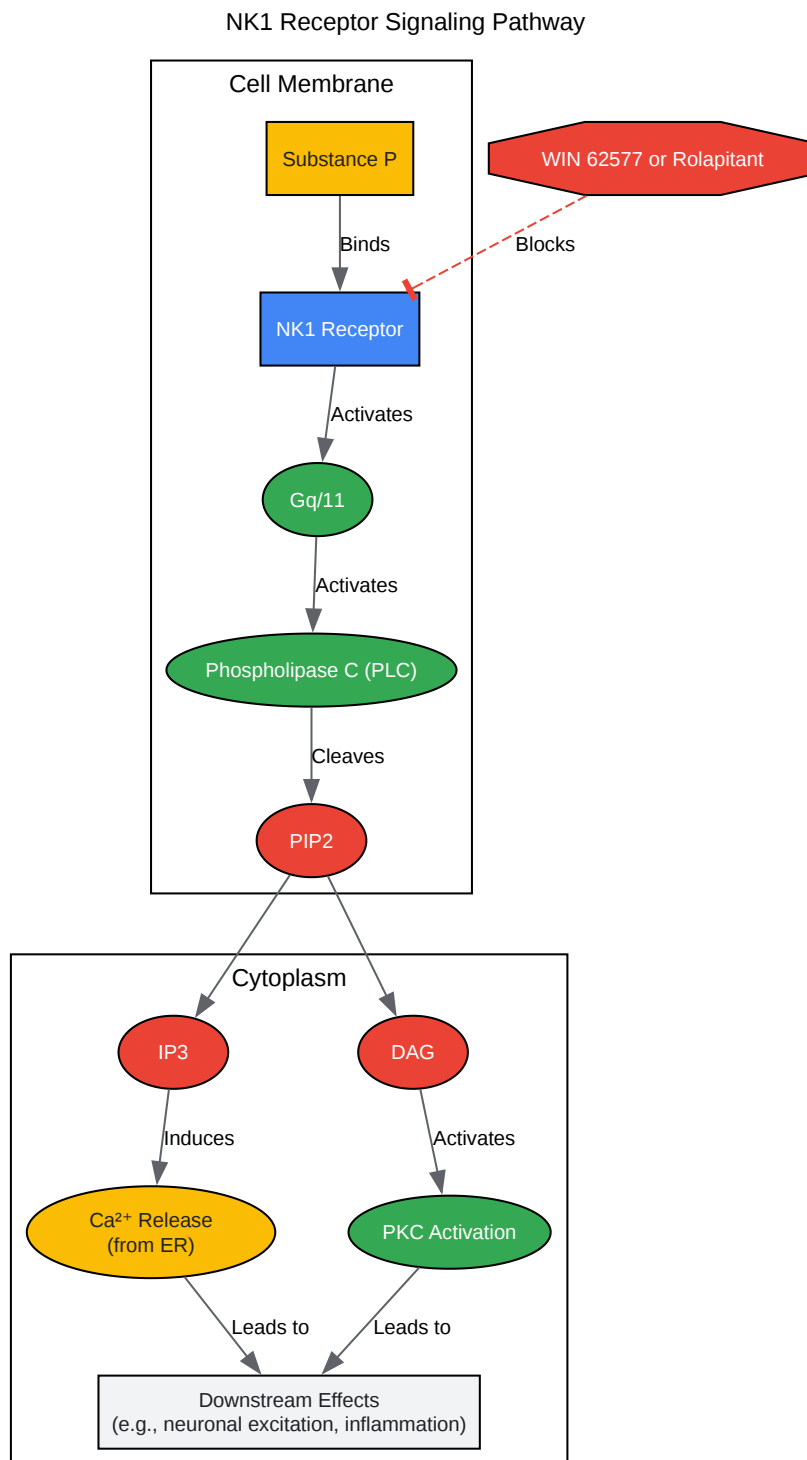 NK1 Receptor Signaling Pathway
Cell Membrane
Substance P
WIN 62577 or Rolapitant
Binds
Blocks
NK1 Receptor
Activates
Gq/11
Activates
Phospholipase C (PLC)
Cleaves
PIP2
Cytoplasm
IP3
DAG
Induces
Activates
Ca²⁺ Release
(from ER)
PKC Activation
Leads to
Leads to
Downstream Effects
(e.g., neuronal excitation, inflammation)